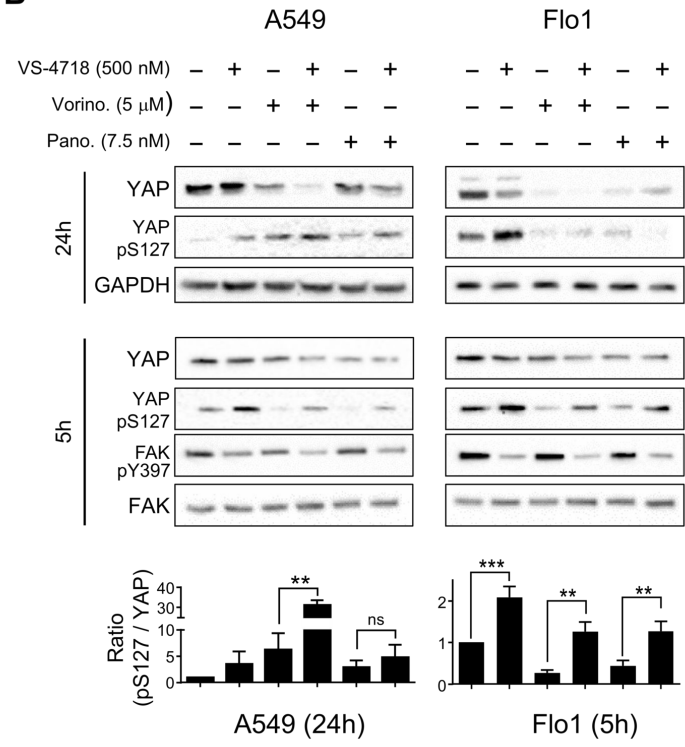 A549 Flo1
VS-4718 (500 nM) – + – + – + – + – + – +
Vorino. (5 μM) – – + + – – – – + + – –
Pano. (7.5 nM) – – – – + + – – – – + +
24h
YAP
YAP
pS127
GAPDH
5h
YAP
YAP
pS127
FAK
pY397
FAK
Ratio
(pS127 / YAP)
40
30
10
5
0
**
ns
A549 (24h)
2
1
0
***
**
**
Flo1 (5h)